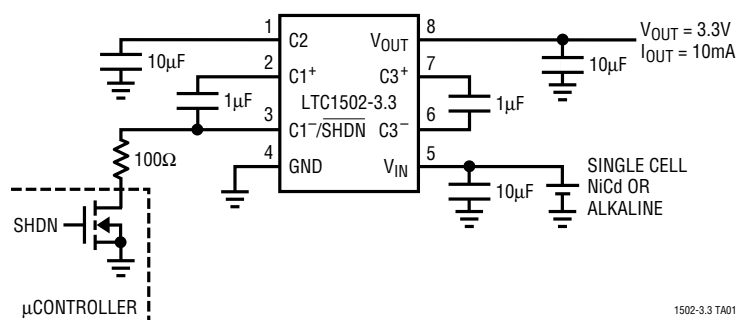 1
C2
10µF
2
C1⁺
1µF
LTC1502-3.3
3
C1⁻/SHDN
100Ω
4
GND
8
VOUT
VOUT = 3.3V
IOUT = 10mA
10µF
7
C3⁺
1µF
6
C3⁻
5
VIN
10µF
SINGLE CELL
NiCd OR
ALKALINE
SHDN
µCONTROLLER
1502-3.3 TA01